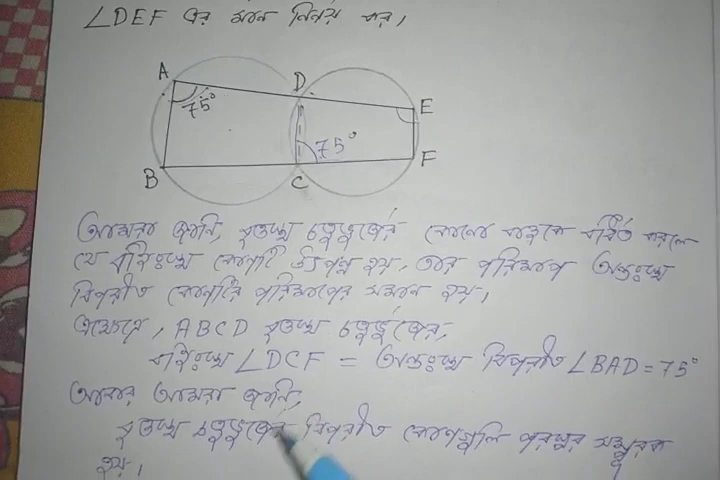 ∠DEF এর মান নির্ণয় কর।
A
D
E
75°
75°
B
C
F
আমরা জানি, বৃত্তস্থ চতুর্ভুজের কোনো বাহুকে বর্ধিত করলে
যে বহিঃস্থ কোণটি উৎপন্ন হয়, তার পরিমাপ অন্তঃস্থ
বিপরীত কোণটির পরিমাপের সমান হয়।
এখানে, ABCD বৃত্তস্থ চতুর্ভুজের,
বহিঃস্থ ∠DCF = অন্তঃস্থ বিপরীত ∠BAD = 75°
আবার আমরা জানি,
বৃত্তস্থ চতুর্ভুজের বিপরীত কোণগুলি পরস্পর সম্পূরক
হয়।